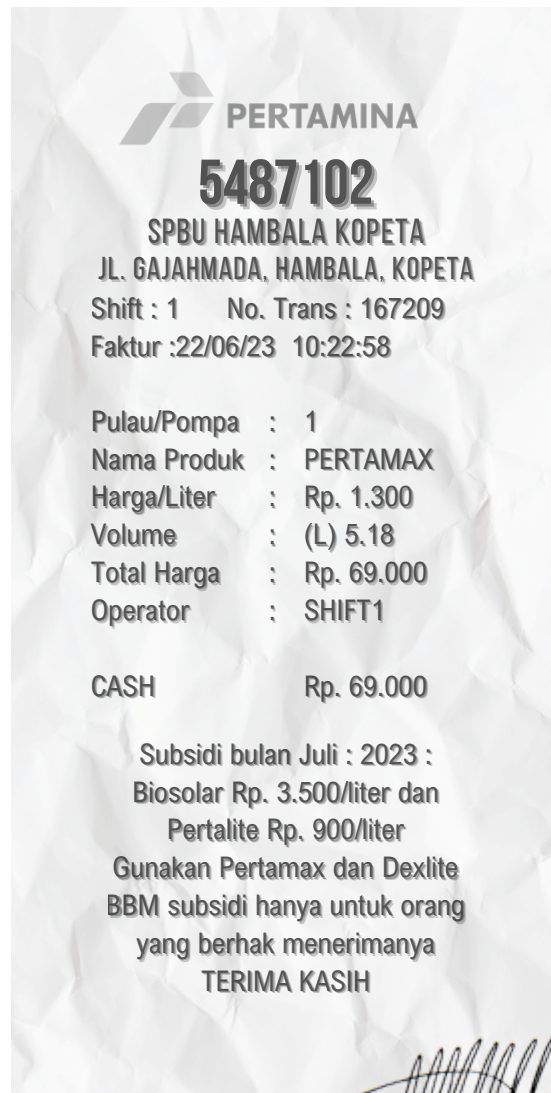 PERTAMINA
5487102
SPBU HAMBALA KOPETA
JL. GAJAHMADA, HAMBALA, KOPETA
Shift : 1 No. Trans : 167209
Faktur :22/06/23 10:22:58
Pulau/Pompa : 1
Nama Produk : PERTAMAX
Harga/Liter : Rp. 1.300
Volume : (L) 5.18
Total Harga : Rp. 69.000
Operator : SHIFT1
CASH Rp. 69.000
Subsidi bulan Juli : 2023 :
Biosolar Rp. 3.500/liter dan
Pertalite Rp. 900/liter
Gunakan Pertamax dan Dexlite
BBM subsidi hanya untuk orang
yang berhak menerimanya
TERIMA KASIH